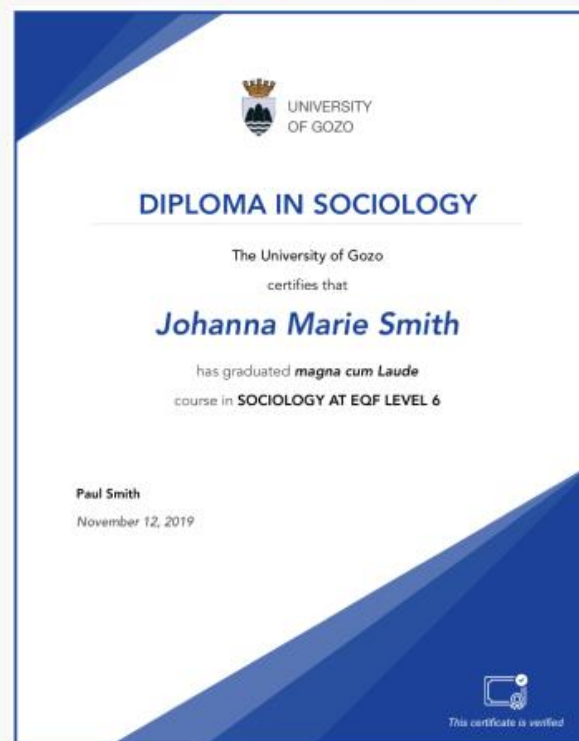 UNIVERSITY
OF GOZO
DIPLOMA IN SOCIOLOGY
The University of Gozo
certifies that
Johanna Marie Smith
has graduated magna cum Laude
course in SOCIOLOGY AT EQF LEVEL 6
Paul Smith
November 12, 2019
This certificate is verified